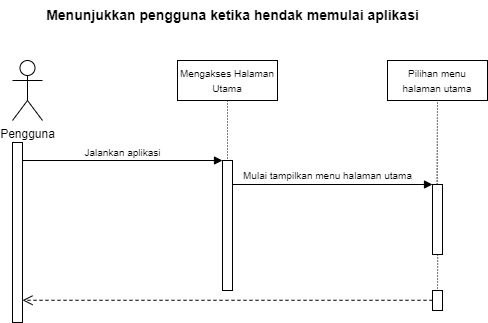 Menunjukkan pengguna ketika hendak memulai aplikasi
Mengakses Halaman
Utama
Pilihan menu
halaman utama
Pengguna
Jalankan aplikasi
Mulai tampilkan menu halaman utama